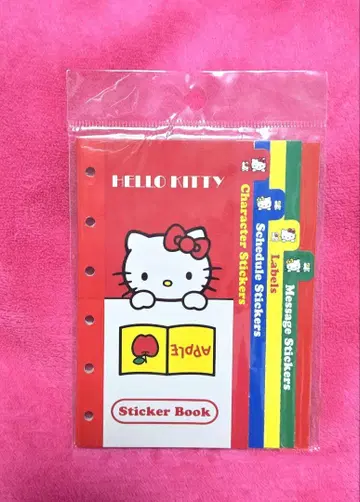 HELLO KITTY
APPLE
Sticker Book
Character Stickers
Schedule Stickers
Labels
Message Stickers